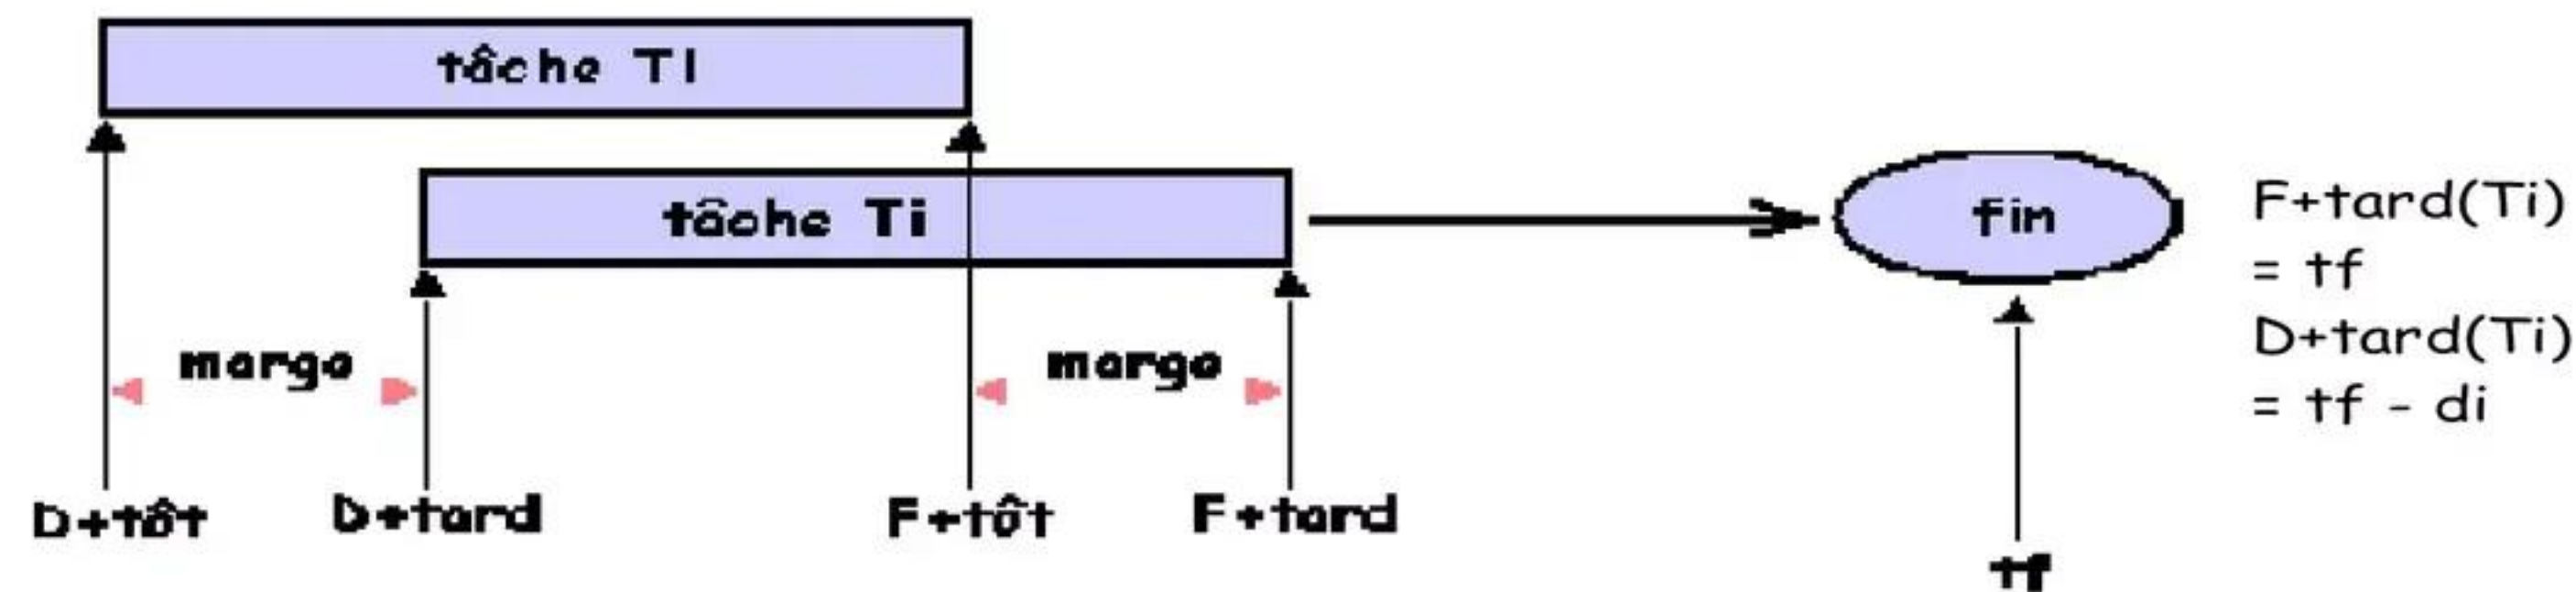 tâche TI
tâche Ti
fin
F+tard(Ti)
= tf
D+tard(Ti)
= tf - di
marge
marge
D+tôt
D+tard
F+tôt
F+tard
tf